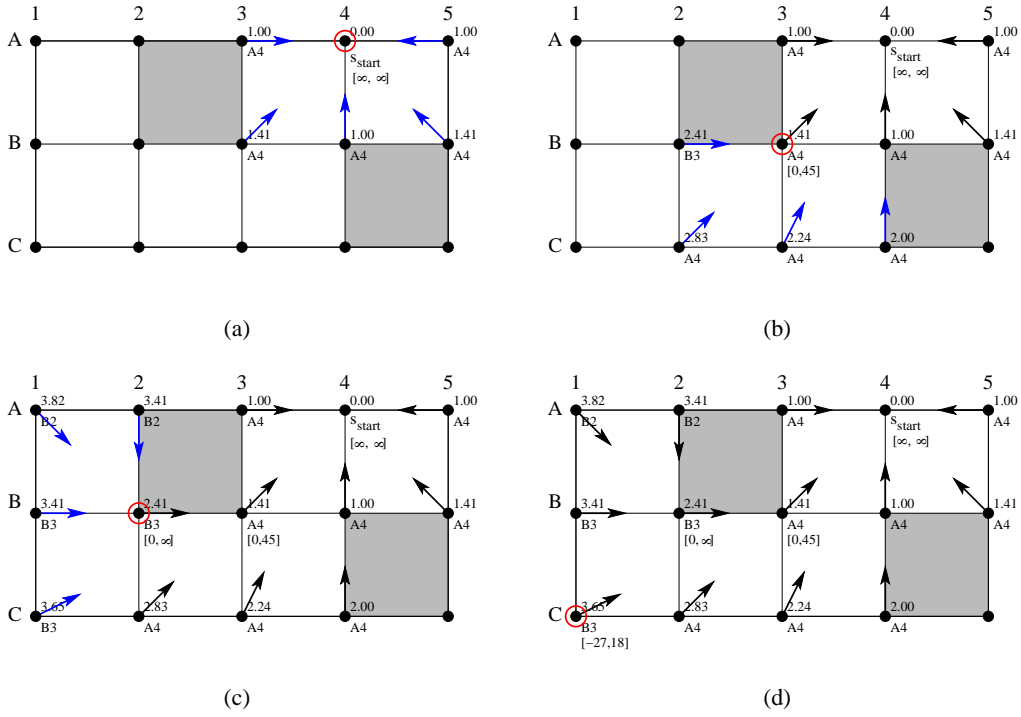 1 2 3 4 5
1.00 0.00 1.00
A
A4 s_start A4
[∞, ∞]
1.41 1.00 1.41
B
A4 A4 A4
C
(a)
1 2 3 4 5
1.00 0.00 1.00
A
A4 s_start A4
[∞, ∞]
2.41 1.41 1.00 1.41
B
B3 A4 A4 A4
[0,45]
2.83 2.24 2.00
C
A4 A4 A4
(b)
1 2 3 4 5
3.82 3.41 1.00 0.00 1.00
A
B2 B2 A4 s_start A4
[∞, ∞]
3.41 2.41 1.41 1.00 1.41
B
B3 B3 A4 A4 A4
[0,∞] [0,45]
3.65 2.83 2.24 2.00
C
B3 A4 A4 A4
(c)
1 2 3 4 5
3.82 3.41 1.00 0.00 1.00
A
B2 B2 A4 s_start A4
[∞, ∞]
3.41 2.41 1.41 1.00 1.41
B
B3 B3 A4 A4 A4
[0,∞] [0,45]
3.65 2.83 2.24 2.00
C
B3 A4 A4 A4
[−27,18]
(d)